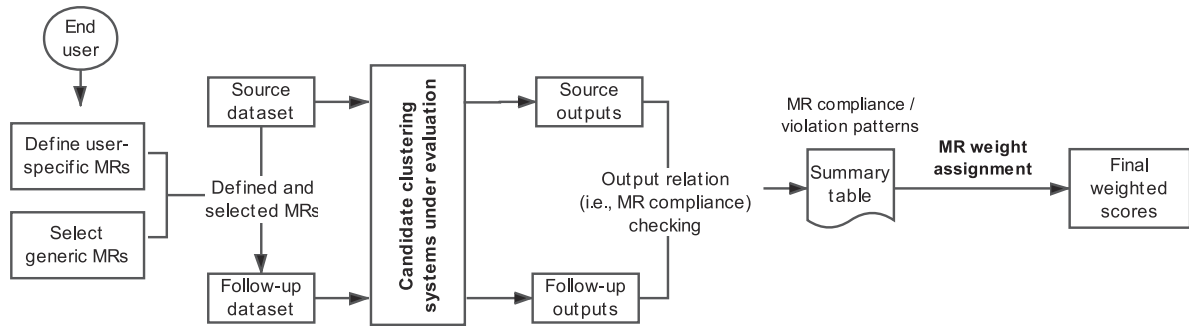 End
user
Define user-
specific MRs
Select
generic MRs
Source
dataset
Defined and
selected MRs
Follow-up
dataset
Candidate clustering
systems under evaluation
Source
outputs
Output relation
(i.e., MR compliance)
checking
Follow-up
outputs
MR compliance /
violation patterns
Summary
table
MR weight
assignment
Final
weighted
scores